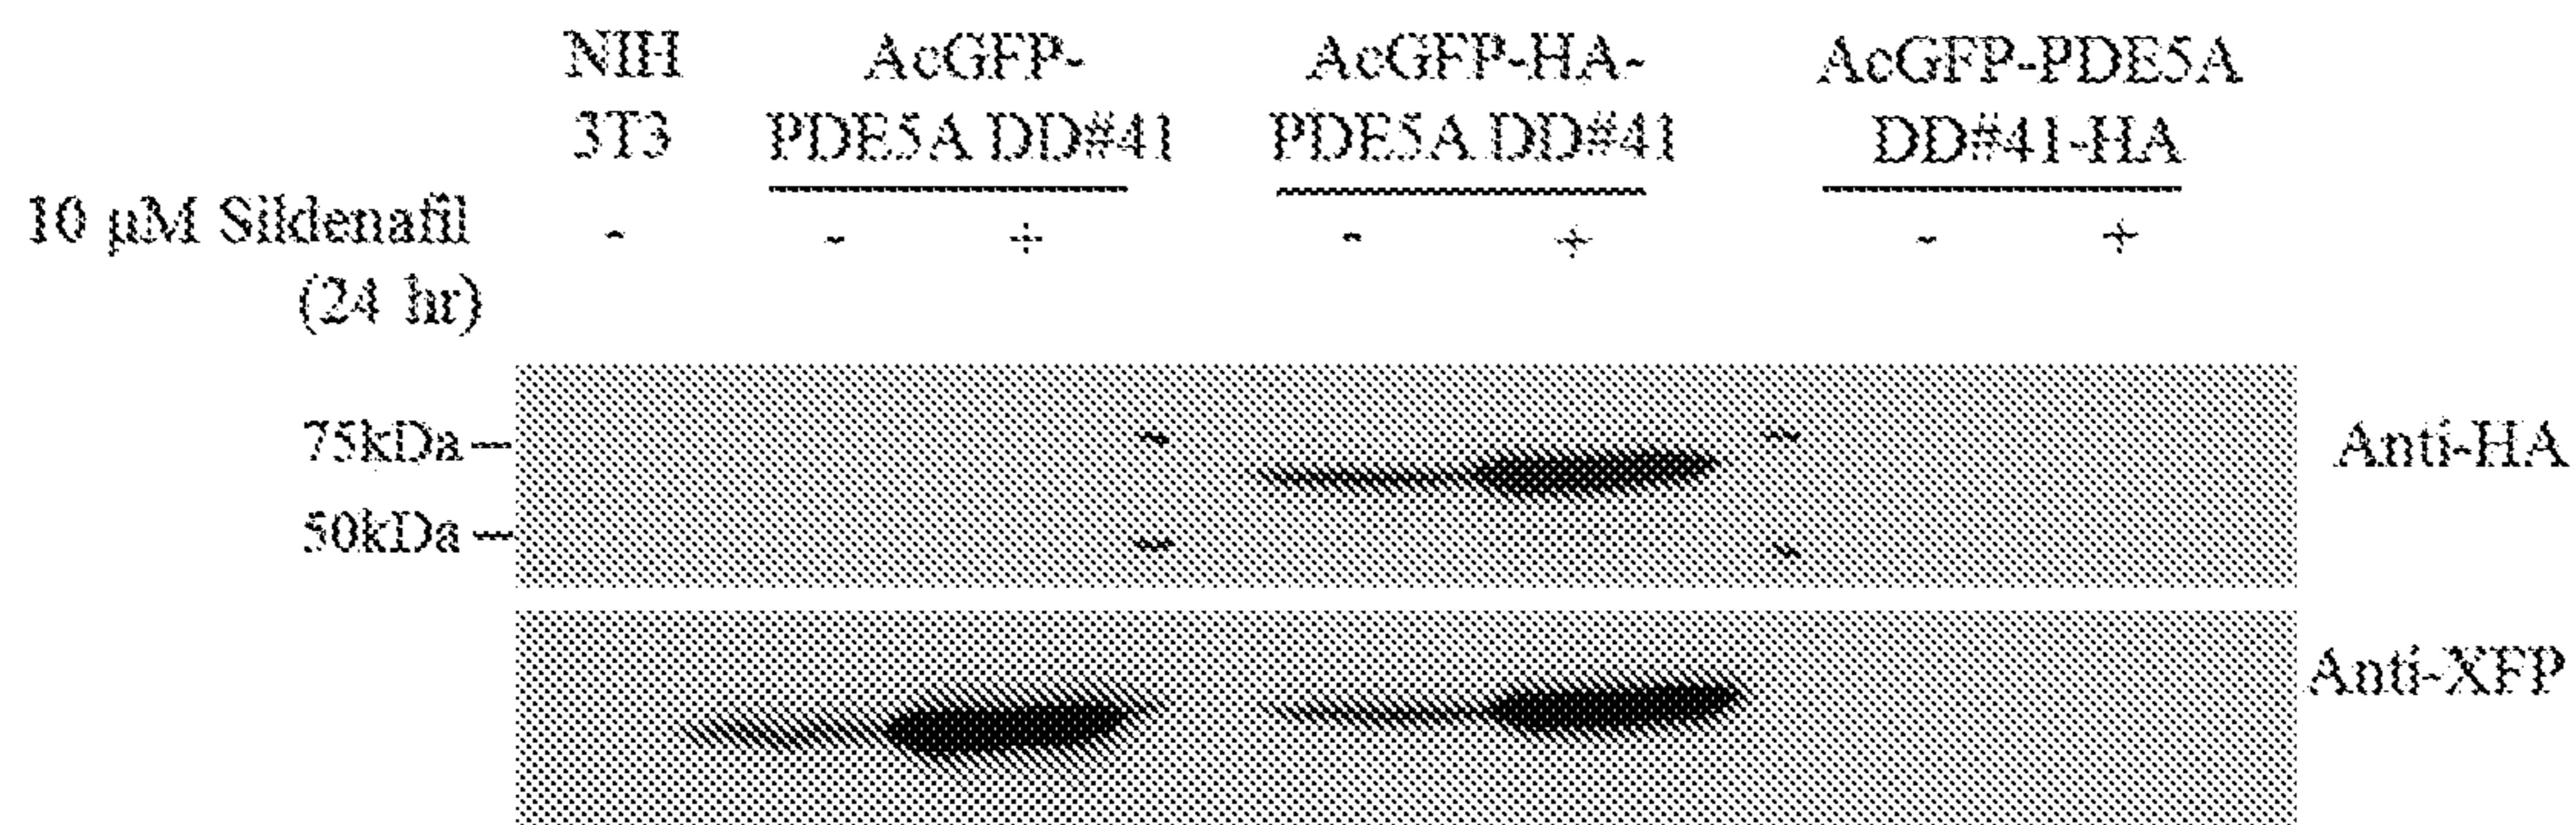 NIH AcGFP- AcGFP-HA- AcGFP-PDE5A
3T3 PDE5A DD#41 PDE5A DD#41 DD#41-HA
10 µM Sildenafil - - + - + - +
(24 hr)
75kDa
Anti-HA
50kDa
Anti-XFP